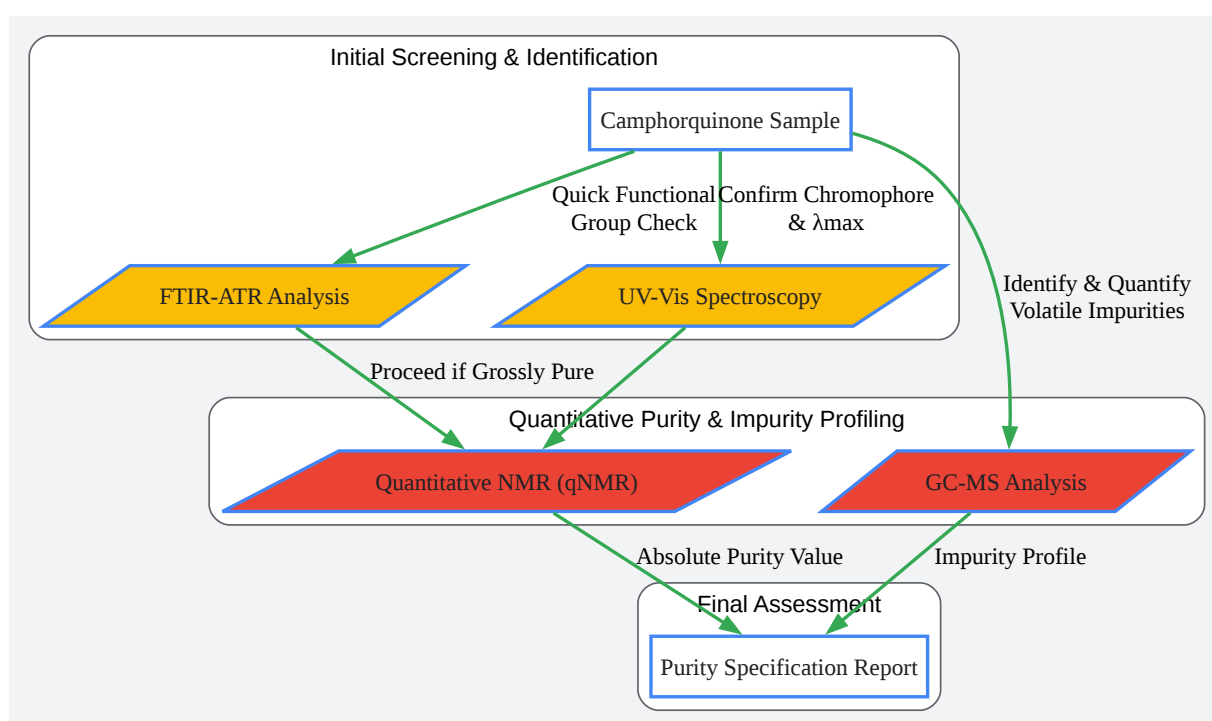 Initial Screening & Identification
Camphorquinone Sample
Quick Functional
Group Check
Confirm Chromophore
& λmax
FTIR-ATR Analysis
UV-Vis Spectroscopy
Identify & Quantify
Volatile Impurities
Proceed if Grossly Pure
Quantitative Purity & Impurity Profiling
Quantitative NMR (qNMR)
GC-MS Analysis
Absolute Purity Value
Impurity Profile
Final Assessment
Purity Specification Report